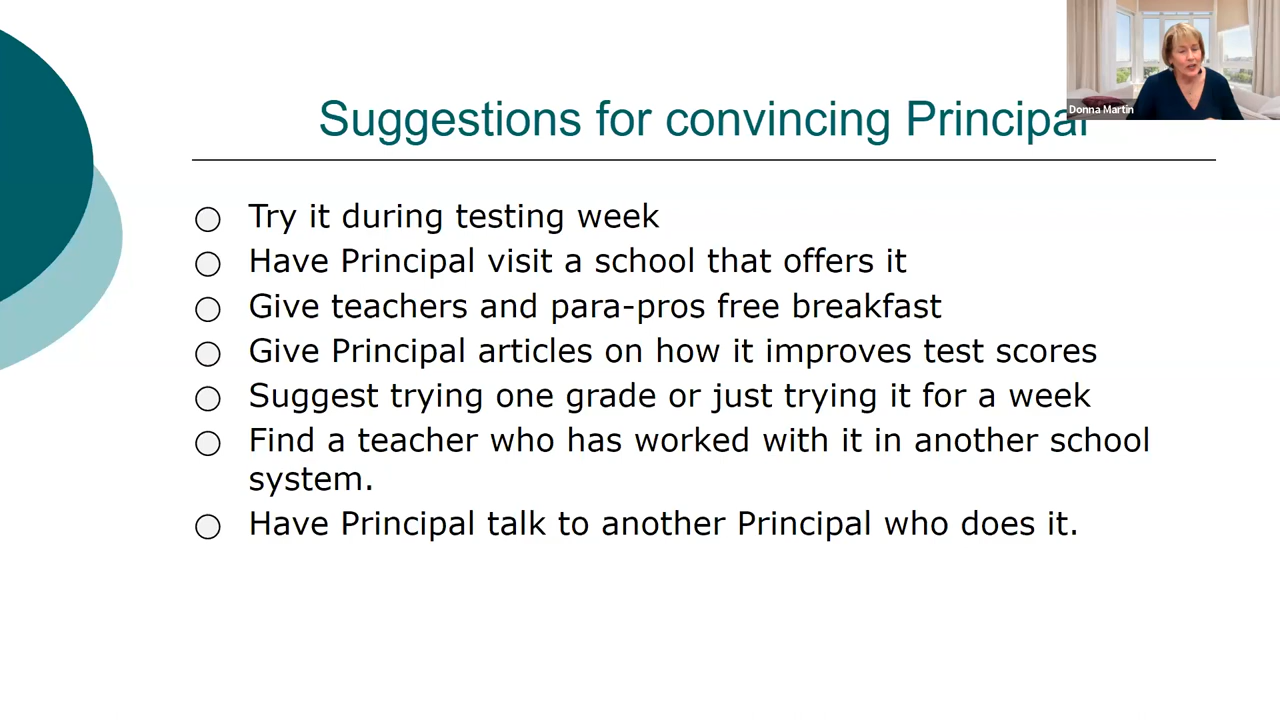 Suggestions for convincing Principal
Donna Martin
Try it during testing week
Have Principal visit a school that offers it
Give teachers and para-pros free breakfast
Give Principal articles on how it improves test scores
Suggest trying one grade or just trying it for a week
Find a teacher who has worked with it in another school
system.
Have Principal talk to another Principal who does it.